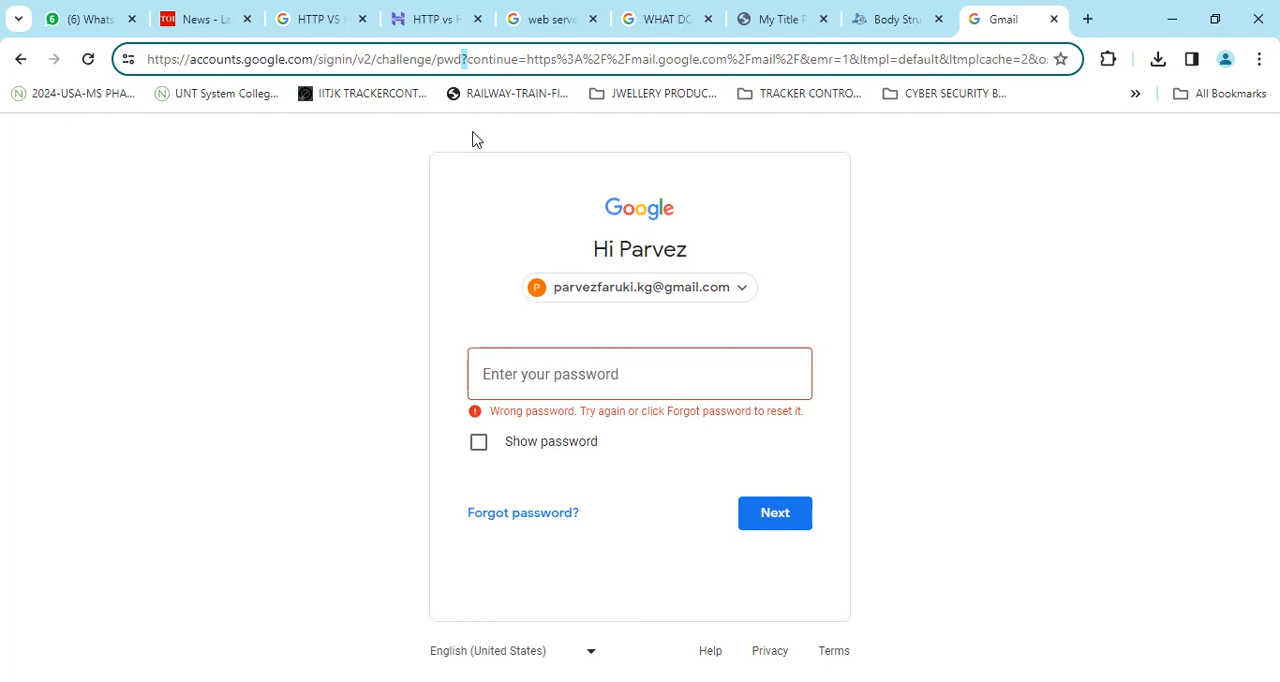 6 (6) Whats
TOI News - La
HTTP VS H
HTTP vs H
G web serve
G WHAT DO
My Title P
Body Stru
G Gmail
https://accounts.google.com/signin/v2/challenge/pwd?continue=https%3A%2F%2Fmail.google.com%2Fmail%2F&emr=1&ltmpl=default&ltmplcache=2&o
2024-USA-MS PHA...
UNT System Colleg...
IITJK TRACKERCONT...
RAILWAY-TRAIN-FI...
JWELLERY PRODUC...
TRACKER CONTRO...
CYBER SECURITY B...
»
All Bookmarks
Google
Hi Parvez
P parvezfaruki.kg@gmail.com
Enter your password
Wrong password. Try again or click Forgot password to reset it.
Show password
Forgot password?
Next
English (United States)
Help Privacy Terms